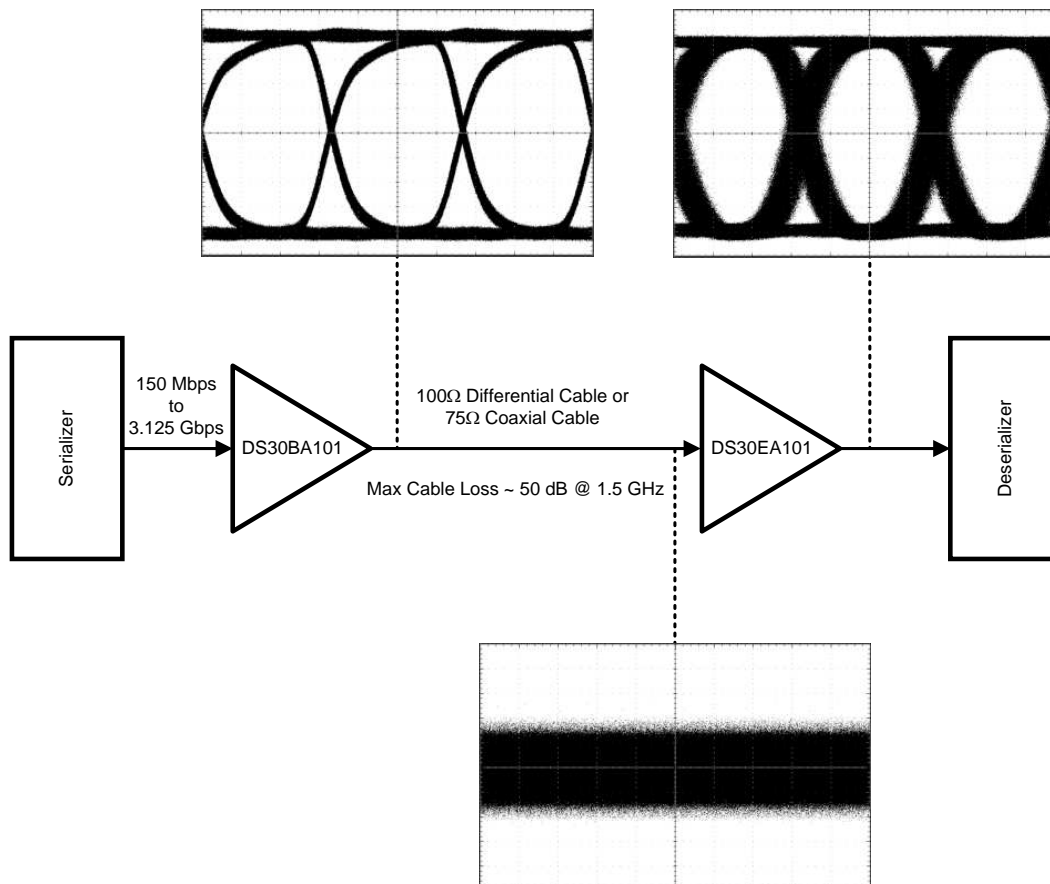 Serializer
150 Mbps
to
3.125 Gbps
DS30BA101
100Ω Differential Cable or
75Ω Coaxial Cable
Max Cable Loss ~ 50 dB @ 1.5 GHz
DS30EA101
Deserializer